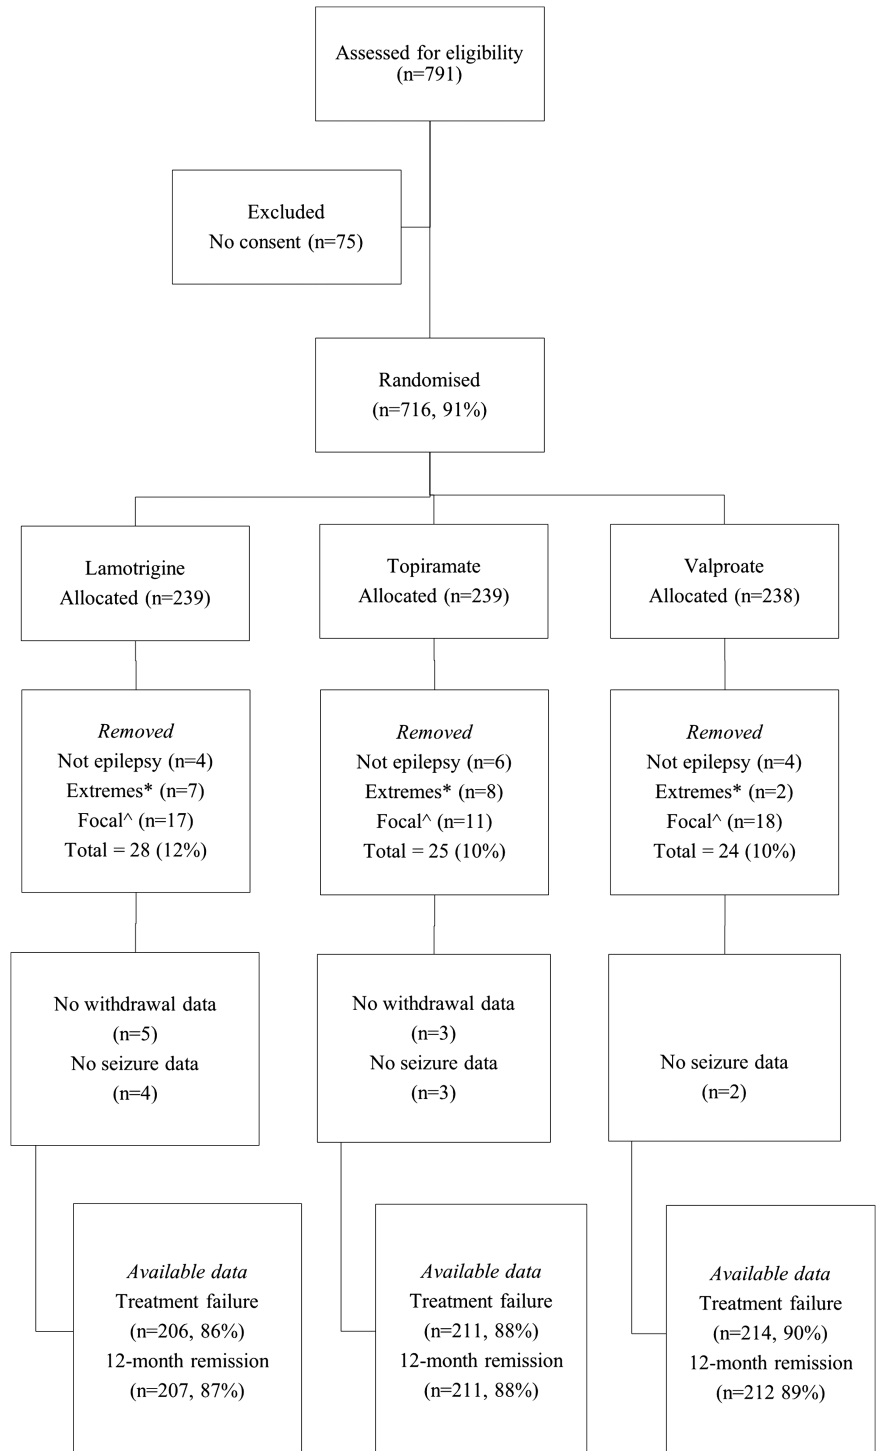 Assessed for eligibility
(n=791)
Excluded
No consent (n=75)
Randomised
(n=716, 91%)
Lamotrigine
Allocated (n=239)
Topiramate
Allocated (n=239)
Valproate
Allocated (n=238)
Removed
Not epilepsy (n=4)
Extremes* (n=7)
Focal^ (n=17)
Total = 28 (12%)
Removed
Not epilepsy (n=6)
Extremes* (n=8)
Focal^ (n=11)
Total = 25 (10%)
Removed
Not epilepsy (n=4)
Extremes* (n=2)
Focal^ (n=18)
Total = 24 (10%)
No withdrawal data
(n=5)
No seizure data
(n=4)
No withdrawal data
(n=3)
No seizure data
(n=3)
No seizure data
(n=2)
Available data
Treatment failure
(n=206, 86%)
12-month remission
(n=207, 87%)
Available data
Treatment failure
(n=211, 88%)
12-month remission
(n=211, 88%)
Available data
Treatment failure
(n=214, 90%)
12-month remission
(n=212 89%)